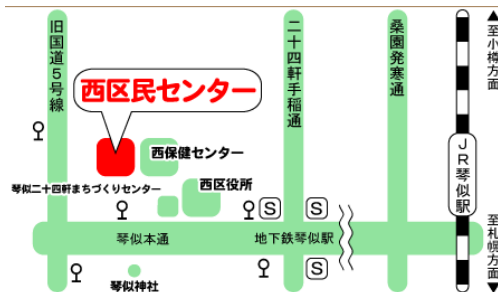 旧国道5号線
二十四軒手稲通
桑園発寒通
▲至小樽方面
西区民センター
西保健センター
JR琴似駅
琴似二十四軒まちづくりセンター
西区役所
S
S
琴似本通
地下鉄琴似駅
至札幌方面▼
S
琴似神社